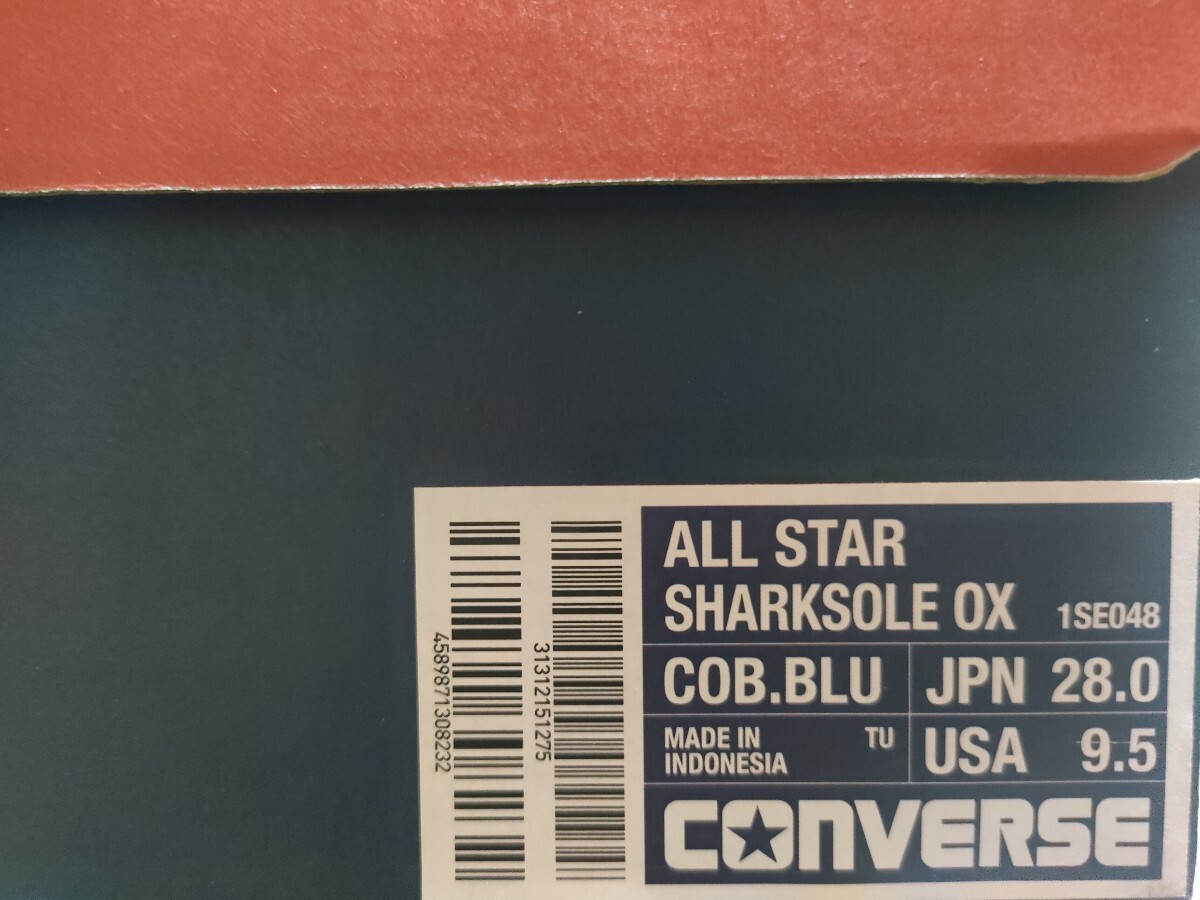 ALL STAR
SHARKSOLE OX 1SE048
COB.BLU JPN 28.0
MADE IN INDONESIA TU USA 9.5
CONVERSE
4589871308232
31312151275